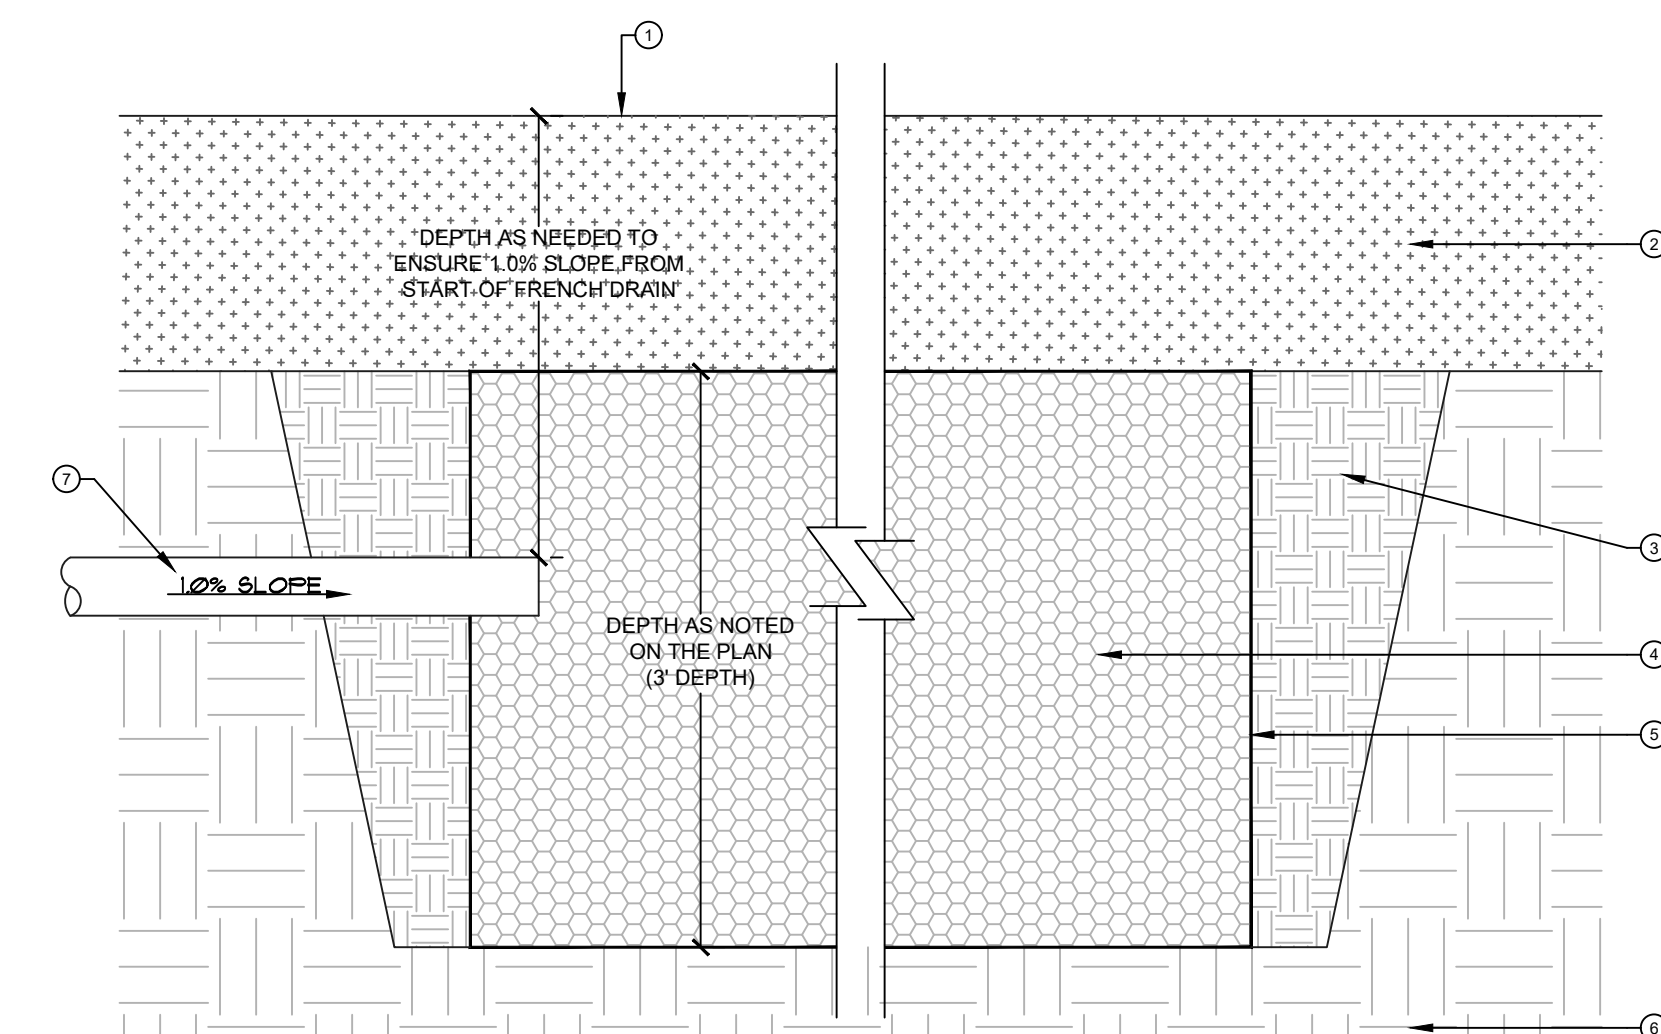 1
2
DEPTH AS NEEDED TO
ENSURE 1.0% SLOPE FROM
START OF FRENCH DRAIN
7
1.0% SLOPE
3
DEPTH AS NOTED
ON THE PLAN
(3' DEPTH)
4
5
6